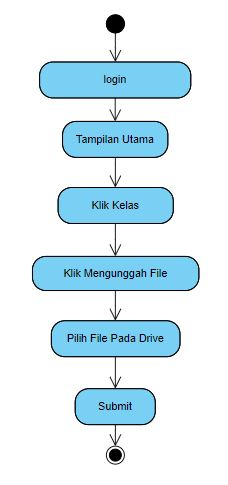 login
Tampilan Utama
Klik Kelas
Klik Mengunggah File
Pilih File Pada Drive
Submit